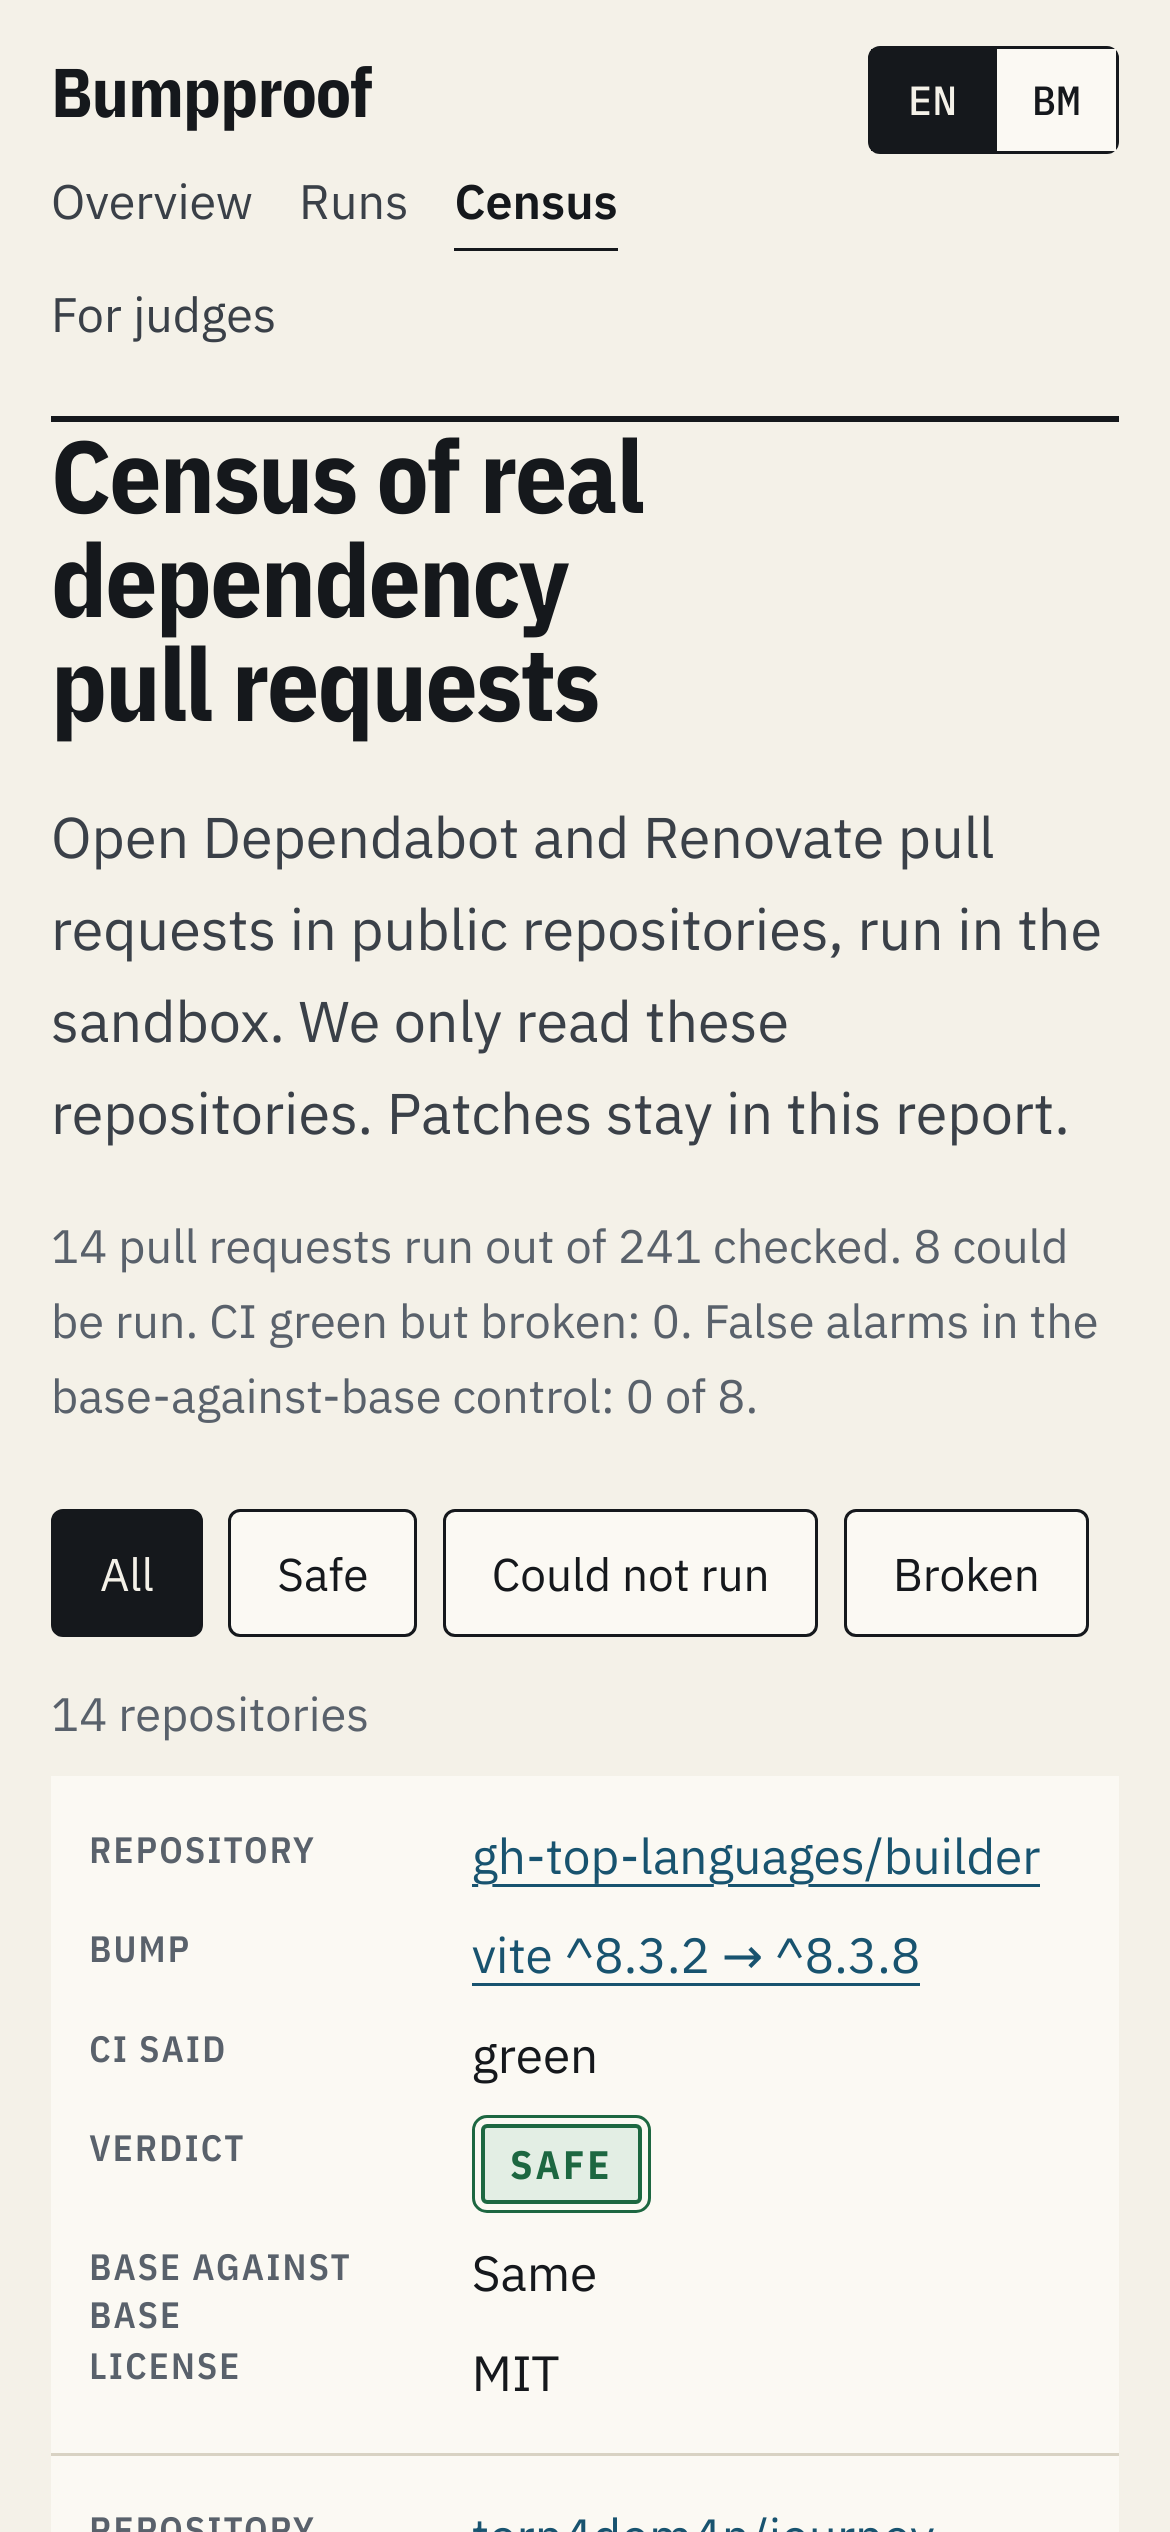 Bumpproof
EN BM
Overview Runs Census
For judges
Census of real
dependency
pull requests
Open Dependabot and Renovate pull
requests in public repositories, run in the
sandbox. We only read these
repositories. Patches stay in this report.
14 pull requests run out of 241 checked. 8 could
be run. CI green but broken: 0. False alarms in the
base-against-base control: 0 of 8.
All Safe Could not run Broken
14 repositories
REPOSITORY gh-top-languages/builder
BUMP vite ^8.3.2 → ^8.3.8
CI SAID green
VERDICT SAFE
BASE AGAINST Same
BASE
LICENSE MIT
REPOSITORY